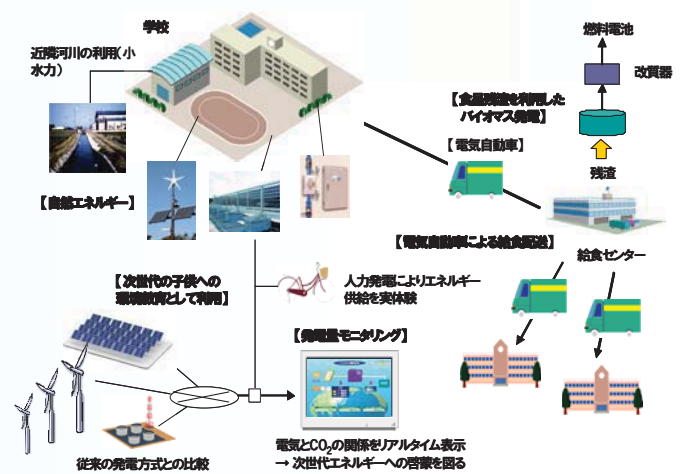 学校
近隣河川の利用(小
水力)
燃料電池
改質器
【食品残渣を利用した
バイオマス発電】
【電気自動車】
残渣
【自然エネルギー】
【電気自動車による給食配送】
給食センター
【次世代の子供への
環境教育として利用】
人力発電によりエネルギー
供給を実体験
【発電量モニタリング】
従来の発電方式との比較
電気とCO₂の関係をリアルタイム表示
→ 次世代エネルギーへの啓蒙を図る